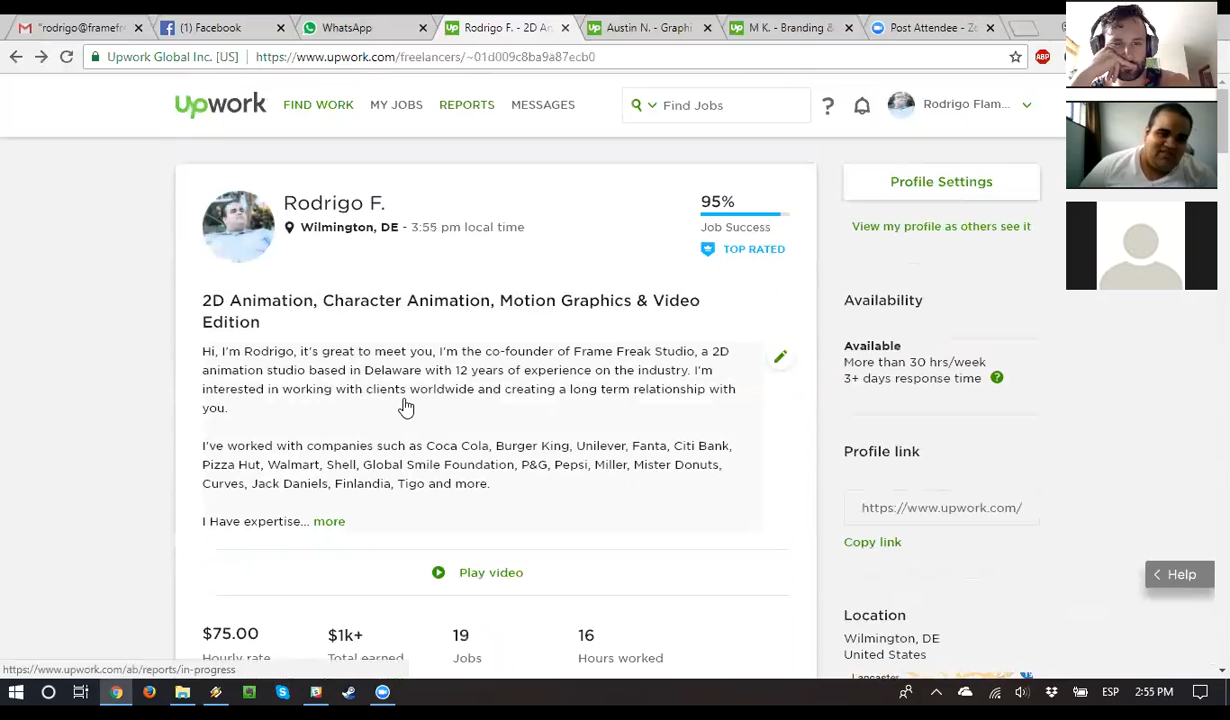 "rodrigo@framefr
Facebook
WhatsApp
Rodrigo F. - 2D An
Austin N. - Graphi
M K. - Branding &
Post Attendee - Zo
Upwork Global Inc. [US]
https://www.upwork.com/freelancers/~01d009c8ba9a87ecb0
ABP
upwork
FIND WORK
MY JOBS
REPORTS
MESSAGES
Find Jobs
?
Rodrigo Flam...
Rodrigo F.
Wilmington, DE - 3:55 pm local time
95%
Job Success
TOP RATED
2D Animation, Character Animation, Motion Graphics & Video
Edition
Hi, I'm Rodrigo, it's great to meet you, I'm the co-founder of Frame Freak Studio, a 2D
animation studio based in Delaware with 12 years of experience on the industry. I'm
interested in working with clients worldwide and creating a long term relationship with
you.
I've worked with companies such as Coca Cola, Burger King, Unilever, Fanta, Citi Bank,
Pizza Hut, Walmart, Shell, Global Smile Foundation, P&G, Pepsi, Miller, Mister Donuts,
Curves, Jack Daniels, Finlandia, Tigo and more.
I Have expertise... more
Play video
$75.00
Hourly rate
$1k+
Total earned
19
Jobs
16
Hours worked
Profile Settings
View my profile as others see it
Availability
Available
More than 30 hrs/week
3+ days response time ?
Profile link
https://www.upwork.com/
Copy link
Help
Location
Wilmington, DE
United States
Lancaster
https://www.upwork.com/ab/reports/in-progress
ESP
2:55 PM